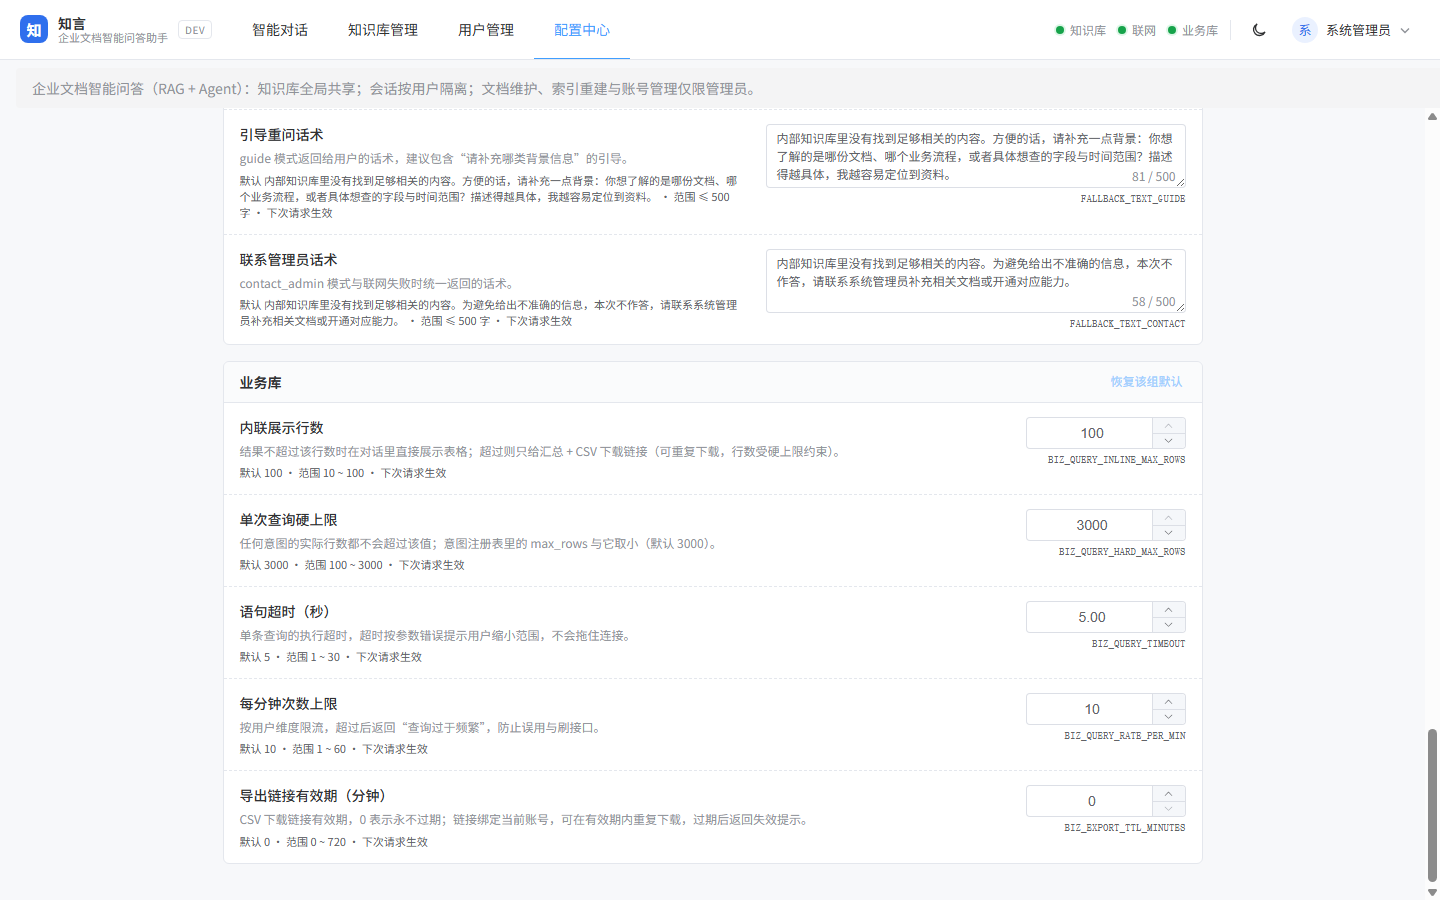 知
知言
企业文档智能问答助手
DEV
智能对话
知识库管理
用户管理
配置中心
知识库
联网
业务库
系
系统管理员
企业文档智能问答（RAG + Agent）：知识库全局共享；会话按用户隔离；文档维护、索引重建与账号管理仅限管理员。
引导重问话术
guide 模式返回给用户的话术，建议包含“请补充哪类背景信息”的引导。
默认 内部知识库里没有找到足够相关的内容。方便的话，请补充一点背景：你想了解的是哪份文档、哪
个业务流程，或者具体想查的字段与时间范围？描述得越具体，我越容易定位到资料。 · 范围 ≤ 500
字 · 下次请求生效
内部知识库里没有找到足够相关的内容。方便的话，请补充一点背景：你想
了解的是哪份文档、哪个业务流程，或者具体想查的字段与时间范围？描述
得越具体，我越容易定位到资料。
81 / 500
FALLBACK_TEXT_GUIDE
联系管理员话术
contact_admin 模式与联网失败时统一返回的话术。
默认 内部知识库里没有找到足够相关的内容。为避免给出不准确的信息，本次不作答，请联系系统管理
员补充相关文档或开通对应能力。 · 范围 ≤ 500 字 · 下次请求生效
内部知识库里没有找到足够相关的内容。为避免给出不准确的信息，本次不
作答，请联系系统管理员补充相关文档或开通对应能力。
58 / 500
FALLBACK_TEXT_CONTACT
业务库
恢复该组默认
内联展示行数
结果不超过该行数时在对话里直接展示表格；超过则只给汇总 + CSV 下载链接（可重复下载，行数受硬上限约束）。
默认 100 · 范围 10 ~ 100 · 下次请求生效
100
BIZ_QUERY_INLINE_MAX_ROWS
单次查询硬上限
任何意图的实际行数都不会超过该值；意图注册表里的 max_rows 与它取小（默认 3000）。
默认 3000 · 范围 100 ~ 3000 · 下次请求生效
3000
BIZ_QUERY_HARD_MAX_ROWS
语句超时（秒）
单条查询的执行超时，超时按参数错误提示用户缩小范围，不会拖住连接。
默认 5 · 范围 1 ~ 30 · 下次请求生效
5.00
BIZ_QUERY_TIMEOUT
每分钟次数上限
按用户维度限流，超过后返回“查询过于频繁”，防止误用与刷接口。
默认 10 · 范围 1 ~ 60 · 下次请求生效
10
BIZ_QUERY_RATE_PER_MIN
导出链接有效期（分钟）
CSV 下载链接有效期，0 表示永不过期；链接绑定当前账号，可在有效期内重复下载，过期后返回失效提示。
默认 0 · 范围 0 ~ 720 · 下次请求生效
0
BIZ_EXPORT_TTL_MINUTES